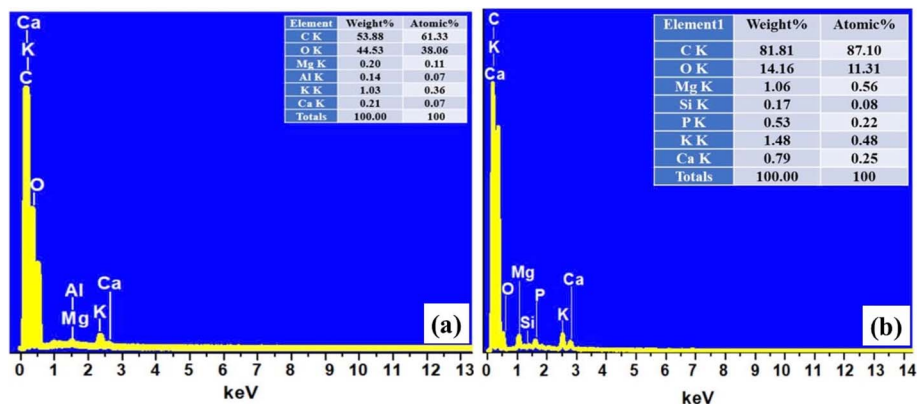 Ca
K
C
O
Al
Mg
K
Ca
Element Weight% Atomic%
C K 53.88 61.33
O K 44.53 38.06
Mg K 0.20 0.11
Al K 0.14 0.07
K K 1.03 0.36
Ca K 0.21 0.07
Totals 100.00 100
(a)
0 1 2 3 4 5 6 7 8 9 10 11 12 13
keV
C
K
Ca
O
Mg
Si
P
K
Ca
Element1 Weight% Atomic%
C K 81.81 87.10
O K 14.16 11.31
Mg K 1.06 0.56
Si K 0.17 0.08
P K 0.53 0.22
K K 1.48 0.48
Ca K 0.79 0.25
Totals 100.00 100
(b)
0 1 2 3 4 5 6 7 8 9 10 11 12 13 14
keV